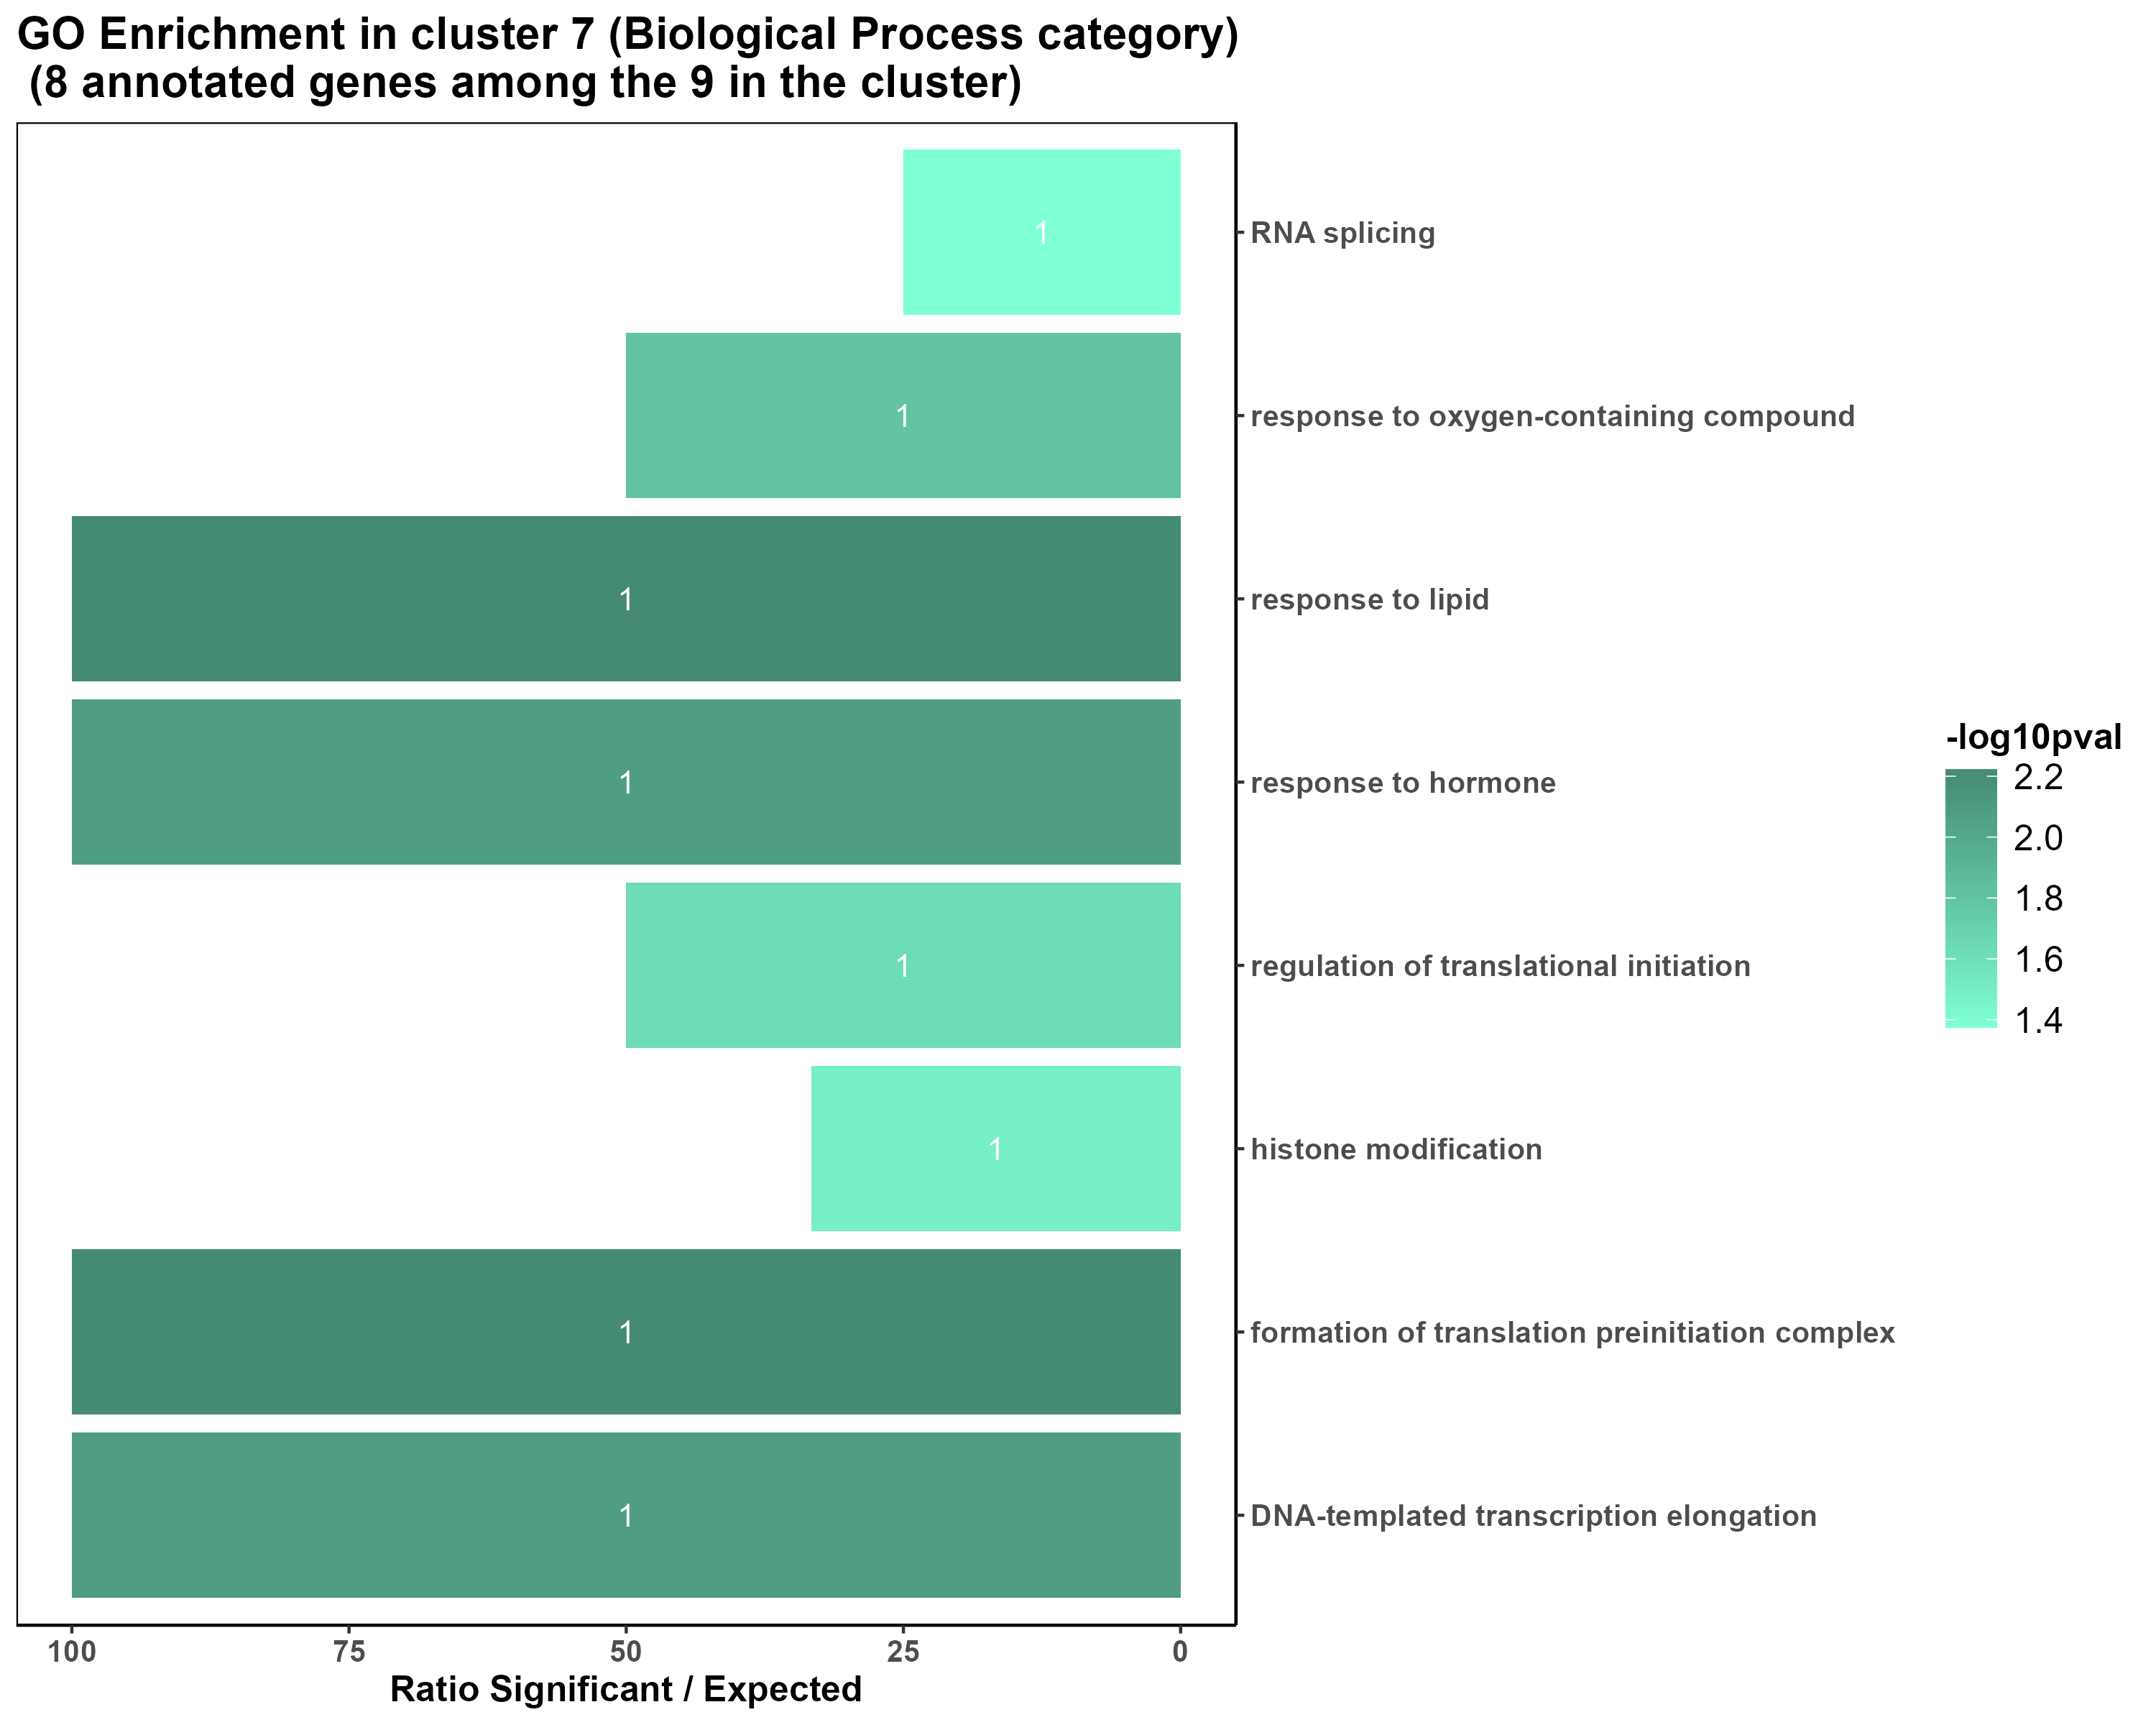 GO Enrichment in cluster 7 (Biological Process category)
(8 annotated genes among the 9 in the cluster)
1
RNA splicing
1
response to oxygen-containing compound
1
response to lipid
1
response to hormone
1
regulation of translational initiation
1
histone modification
1
formation of translation preinitiation complex
1
DNA-templated transcription elongation
100 75 50 25 0
Ratio Significant / Expected
-log10pval
2.2
2.0
1.8
1.6
1.4